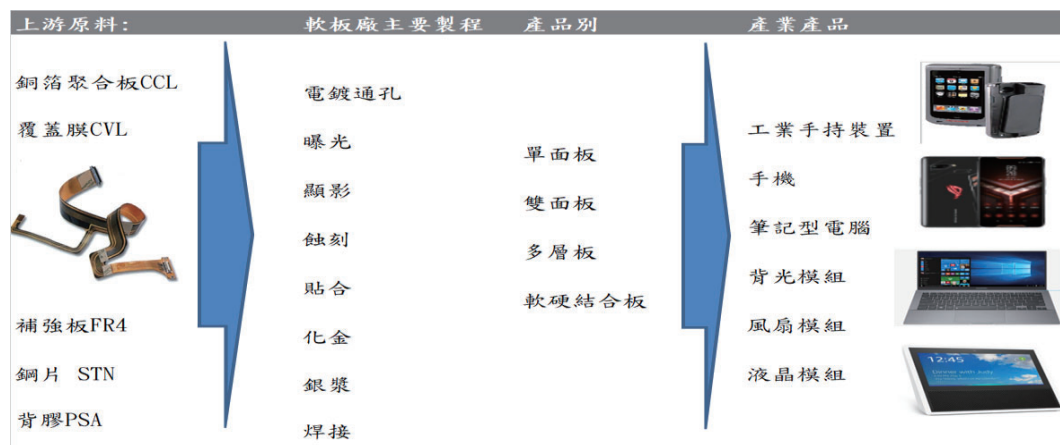 上游原料:
軟板廠主要製程
產品別
產業產品
銅箔聚合板CCL
覆蓋膜CVL
補強板FR4
鋼片 STN
背膠PSA
電鍍通孔
曝光
顯影
蝕刻
貼合
化金
銀漿
焊接
單面板
雙面板
多層板
軟硬結合板
工業手持裝置
手機
筆記型電腦
背光模組
風扇模組
液晶模組
12:45
Dinner with Judy